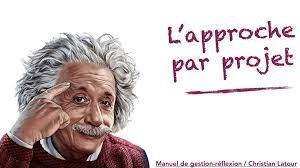 L'approche
par projet
Manuel de gestion-réflexion / Christian Latour